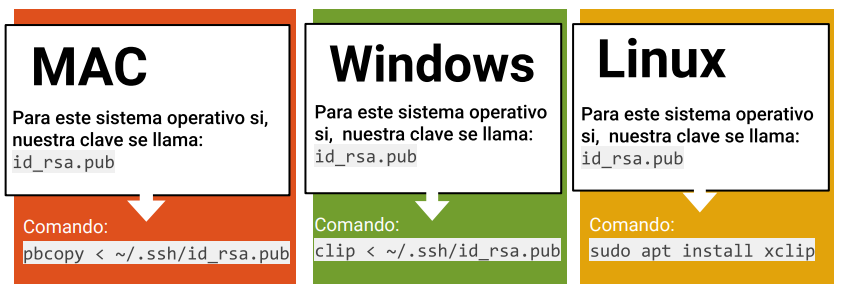 MAC
Para este sistema operativo si,
nuestra clave se llama:
id_rsa.pub
Comando:
pbcopy < ~/.ssh/id_rsa.pub
Windows
Para este sistema operativo
si, nuestra clave se llama:
id_rsa.pub
Comando:
clip < ~/.ssh/id_rsa.pub
Linux
Para este sistema operativo
si, nuestra clave se llama:
id_rsa.pub
Comando:
sudo apt install xclip